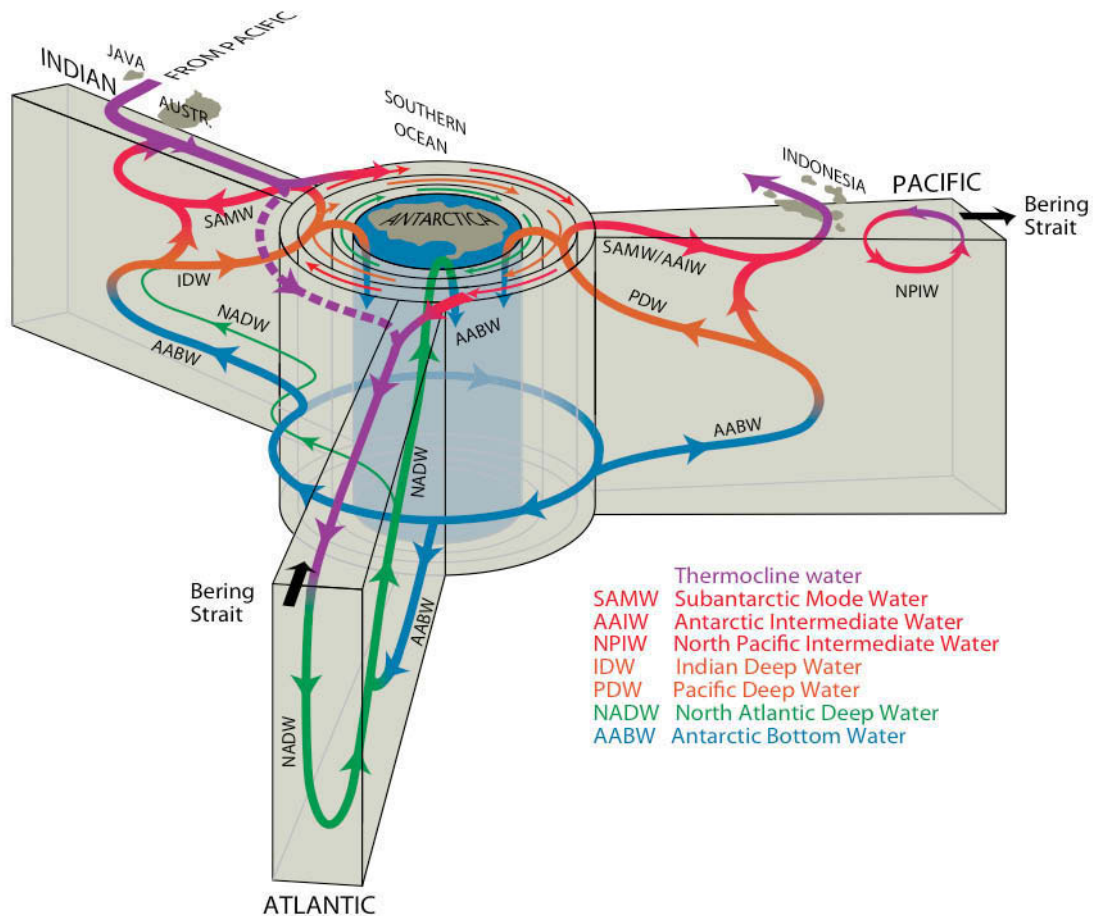 JAVA
FROM PACIFIC
INDIAN
AUSTR.
SOUTHERN
OCEAN
ANTARCTICA
INDONESIA
PACIFIC
Bering
Strait
SAMW
SAMW/AAIW
NPIW
IDW
PDW
NADW
AABW
AABW
AABW
NADW
Bering
Strait
AABW
NADW
ATLANTIC
Thermocline water
SAMW Subantarctic Mode Water
AAIW Antarctic Intermediate Water
NPIW North Pacific Intermediate Water
IDW Indian Deep Water
PDW Pacific Deep Water
NADW North Atlantic Deep Water
AABW Antarctic Bottom Water